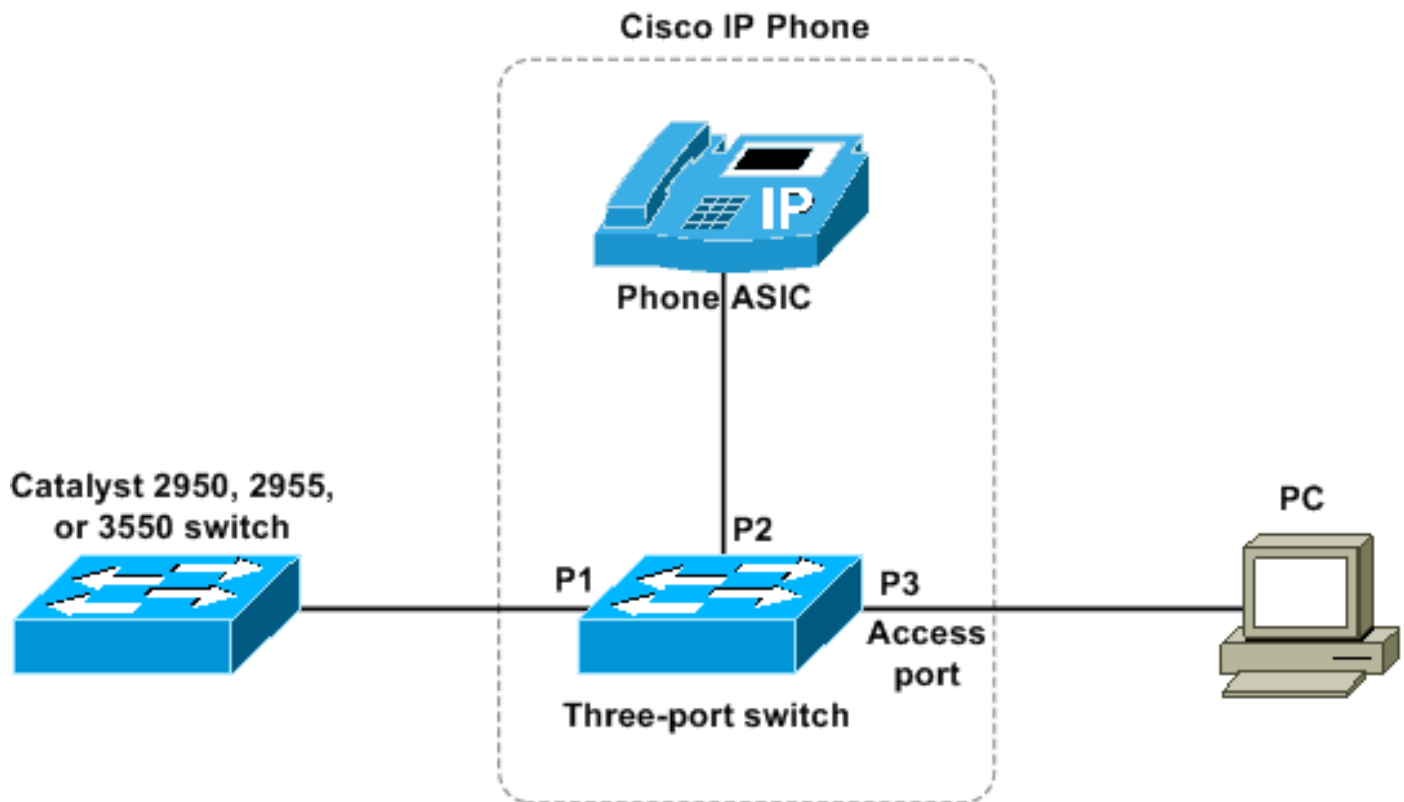 Cisco IP Phone
IP
Phone ASIC
Catalyst 2950, 2955,
or 3550 switch
P2
PC
P1
P3
Access
port
Three-port switch